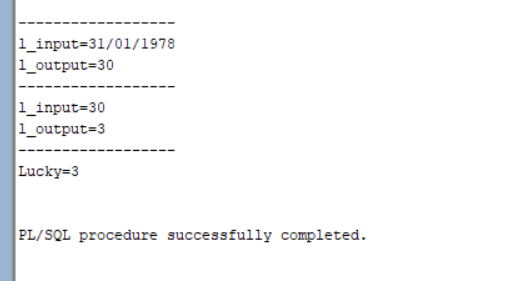 ------------------
l_input=31/01/1978
l_output=30
------------------
l_input=30
l_output=3
------------------
Lucky=3
PL/SQL procedure successfully completed.